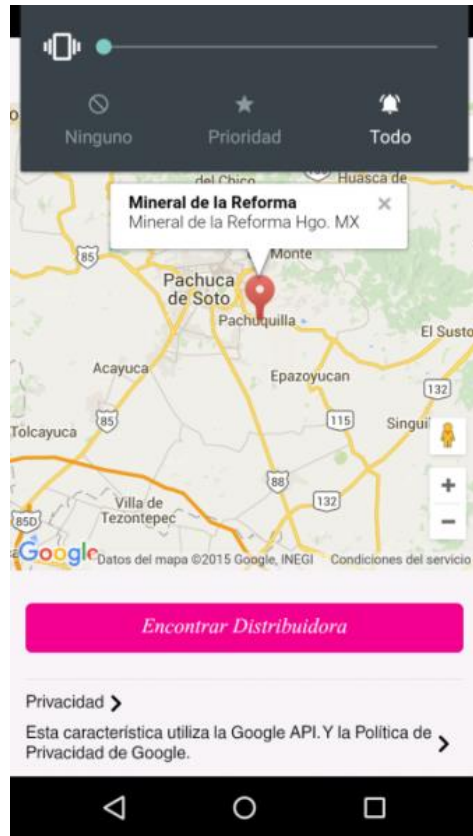 Ninguno
Prioridad
Todo
del Chico
Huasca de
Mineral de la Reforma
Mineral de la Reforma Hgo. MX
Monte
85
Pachuca
de Soto
Pachuquilla
El Susto
Acayuca
Epazoyucan
132
Tolcayuca
85
115
Singui
88
Villa de
Tezontepec
132
85D
Google
Datos del mapa ©2015 Google, INEGI
Condiciones del servicio
Encontrar Distribuidora
Privacidad
Esta característica utiliza la Google API.Y la Política de
Privacidad de Google.